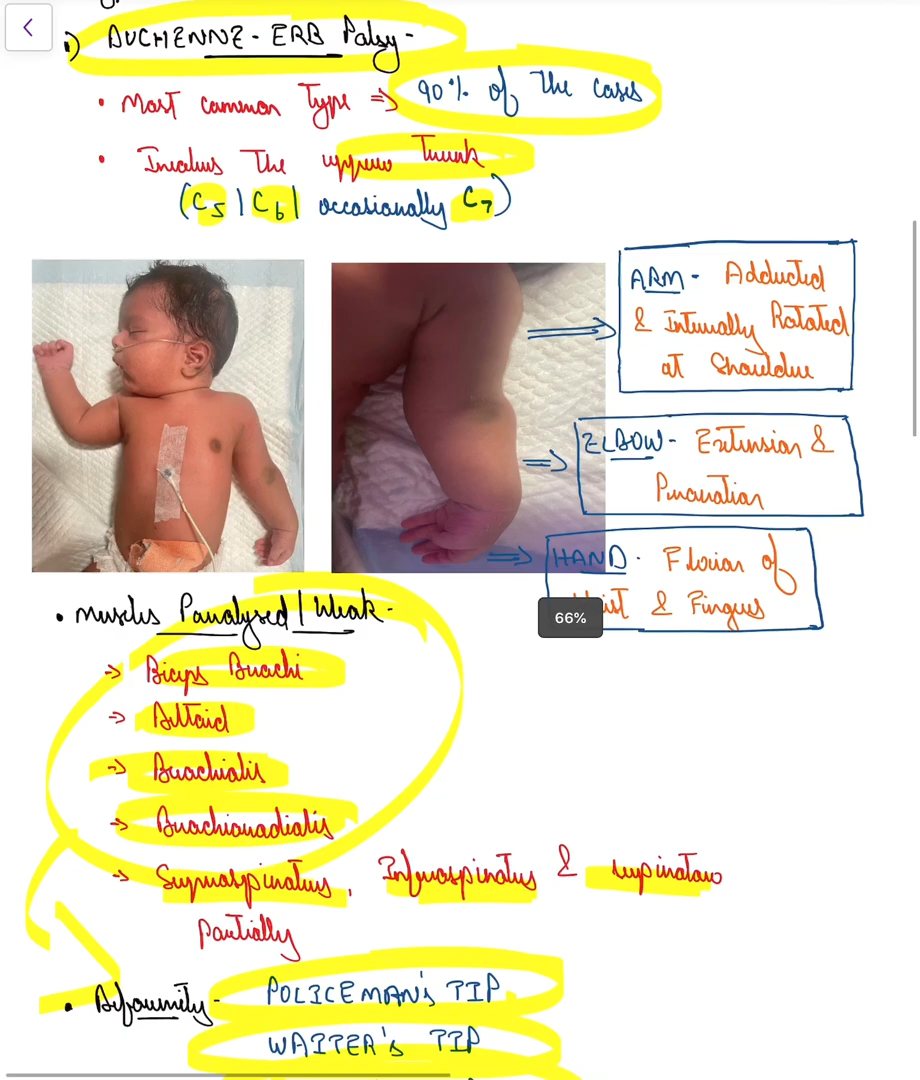 1) DUCHENNE - ERB Palsy -
• Most common Type ⇒ 90% of the cases
• Involves The upper Trunk
(C5 | C6 | occasionally C7)
ARM - Adducted
& Internally Rotated
at Shoulder
ELBOW - Extension &
Pronation
HAND - Flexion of
& Fingers
66%
• Muscles Paralysed / Weak -
→ Biceps Brachi
→ Deltoid
→ Brachialis
→ Brachioradialis
→ Supraspinatus, Infraspinatus & supinator
Partially
• Deformity - POLICEMAN's TIP
WAITER's TIP